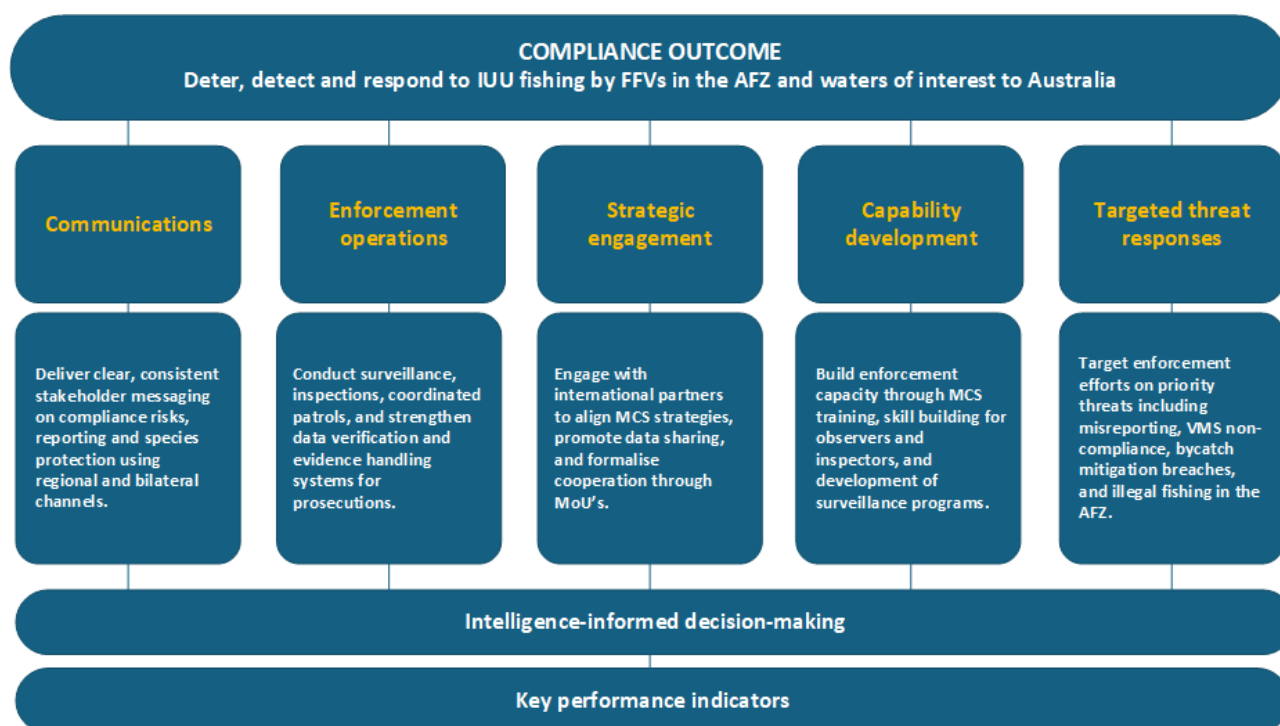 COMPLIANCE OUTCOME
Deter, detect and respond to IUU fishing by FFVs in the AFZ and waters of interest to Australia
Communications
Enforcement
operations
Strategic
engagement
Capability
development
Targeted threat
responses
Deliver clear, consistent
stakeholder messaging
on compliance risks,
reporting and species
protection using
regional and bilateral
channels.
Conduct surveillance,
inspections, coordinated
patrols, and strengthen
data verification and
evidence handling
systems for
prosecutions.
Engage with
international partners
to align MCS strategies,
promote data sharing,
and formalise
cooperation through
MoU's.
Build enforcement
capacity through MCS
training, skill building for
observers and
inspectors, and
development of
surveillance programs.
Target enforcement
efforts on priority
threats including
misreporting, VMS non-
compliance, bycatch
mitigation breaches,
and illegal fishing in the
AFZ.
Intelligence-informed decision-making
Key performance indicators